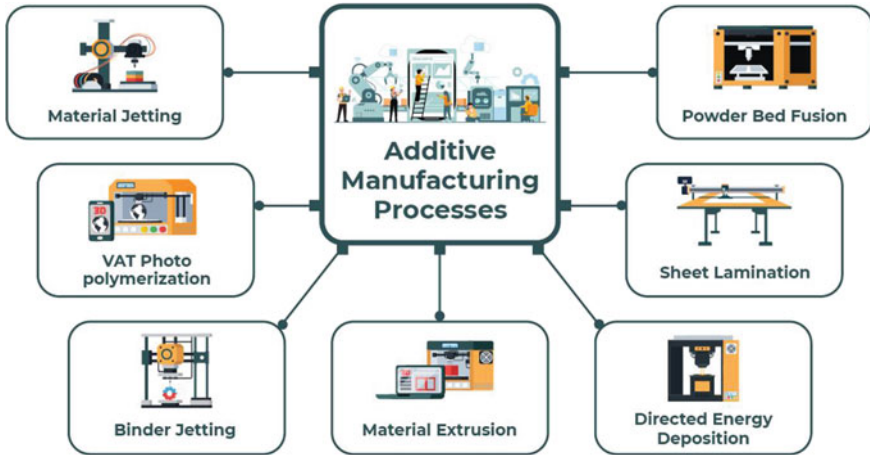 Additive
Manufacturing
Processes
Material Jetting
Powder Bed Fusion
3D
VAT Photo
polymerization
Sheet Lamination
Binder Jetting
Material Extrusion
Directed Energy
Deposition